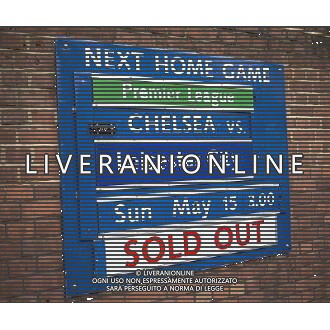 NEXT HOME GAME
Premier League
CHELSEA vs.
LIVERANIONLINE
Sun May 15 3.00
SOLD OUT
© LIVERANIONLINE
OGNI USO NON ESPRESSAMENTE AUTORIZZATO
SARÀ PERSEGUITO A NORMA DI LEGGE